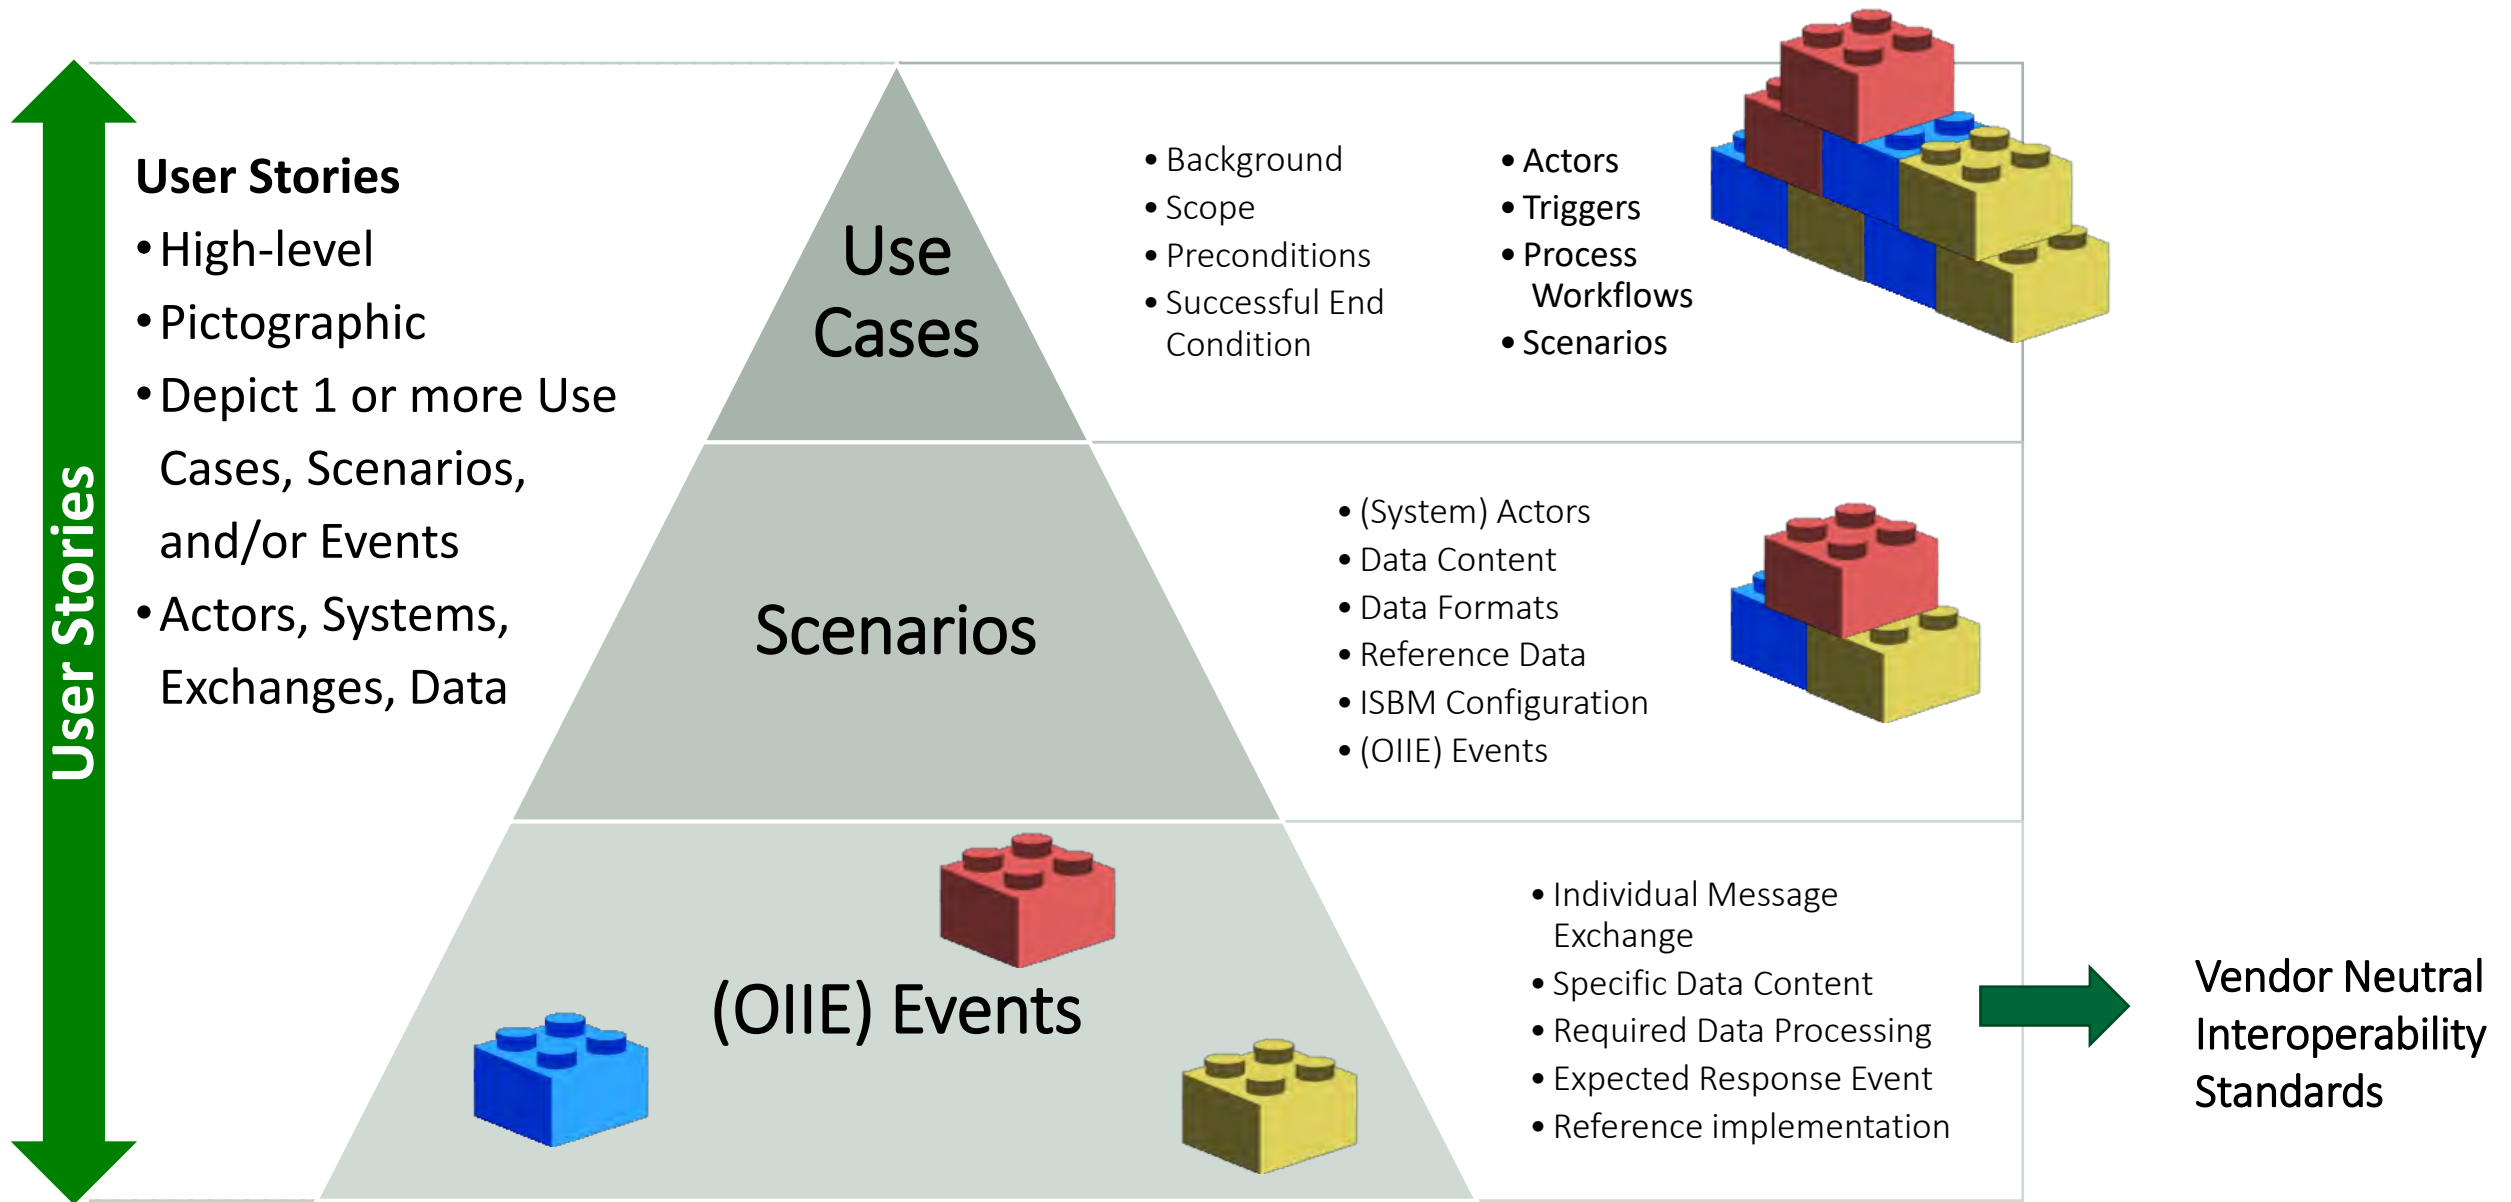 User Stories
User Stories
•High-level
•Pictographic
•Depict 1 or more Use
Cases, Scenarios,
and/or Events
•Actors, Systems,
Exchanges, Data
Use
Cases
• Background
• Scope
• Preconditions
• Successful End
Condition
• Actors
• Triggers
• Process
Workflows
• Scenarios
Scenarios
• (System) Actors
• Data Content
• Data Formats
• Reference Data
• ISBM Configuration
• (OIIE) Events
(OIIE) Events
• Individual Message
Exchange
• Specific Data Content
• Required Data Processing
• Expected Response Event
• Reference implementation
Vendor Neutral
Interoperability
Standards